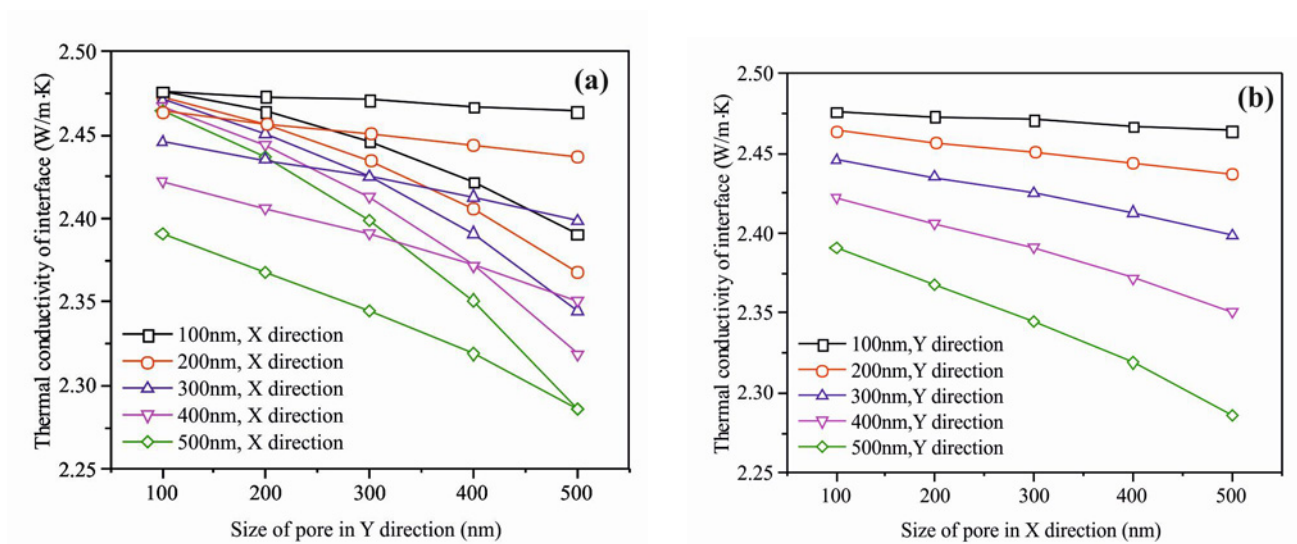 (a)
Thermal conductivity of interface (W/m·K)
2.50
2.45
2.40
2.35
2.30
2.25
100nm, X direction
200nm, X direction
300nm, X direction
400nm, X direction
500nm, X direction
100 200 300 400 500
Size of pore in Y direction (nm)
(b)
Thermal conductivity of interface (W/m·K)
2.50
2.45
2.40
2.35
2.30
2.25
100nm,Y direction
200nm,Y direction
300nm,Y direction
400nm,Y direction
500nm,Y direction
100 200 300 400 500
Size of pore in X direction (nm)